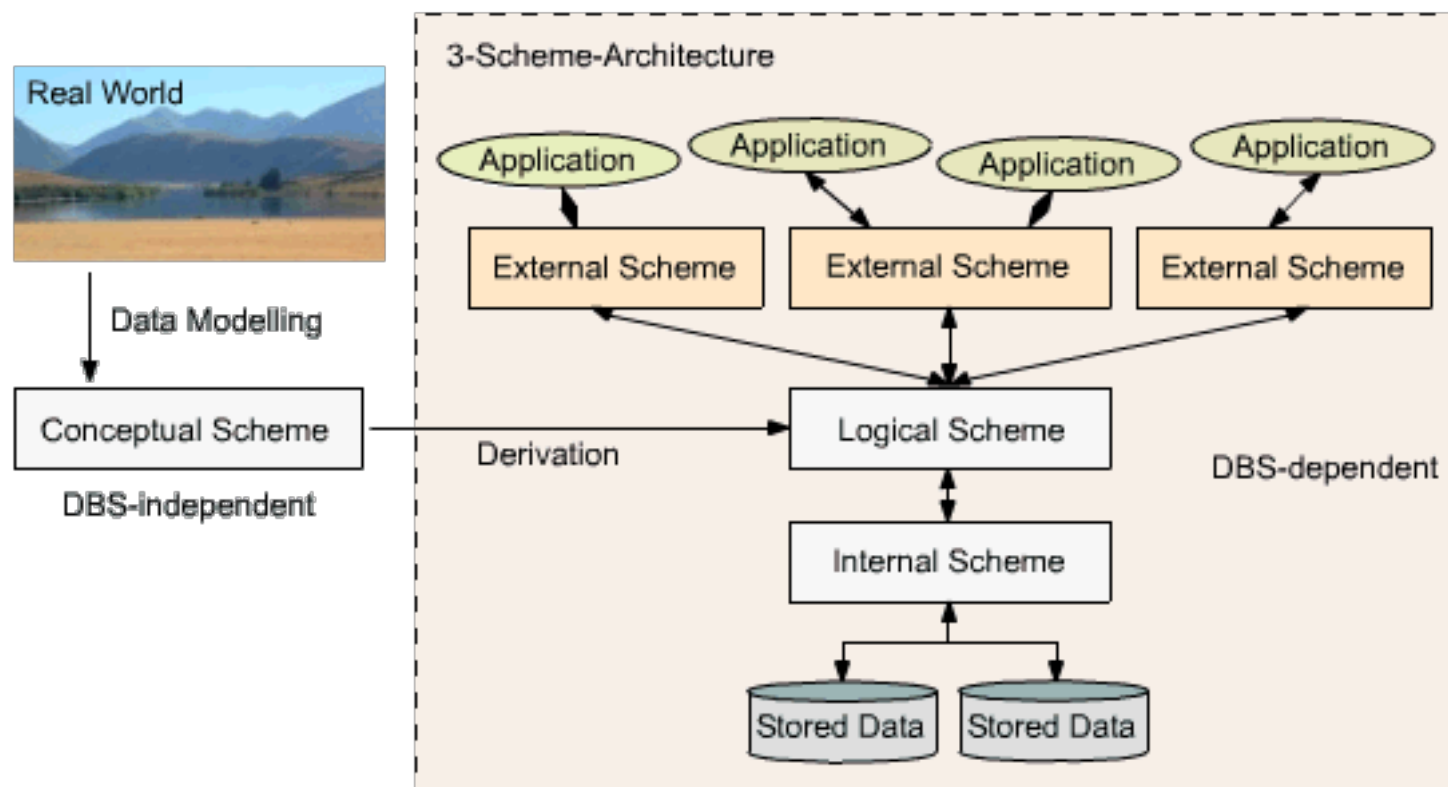 3-Scheme-Architecture
Real World
Application
Application
Application
Application
External Scheme
External Scheme
External Scheme
Data Modelling
Conceptual Scheme
Derivation
Logical Scheme
DBS-dependent
DBS-independent
Internal Scheme
Stored Data
Stored Data